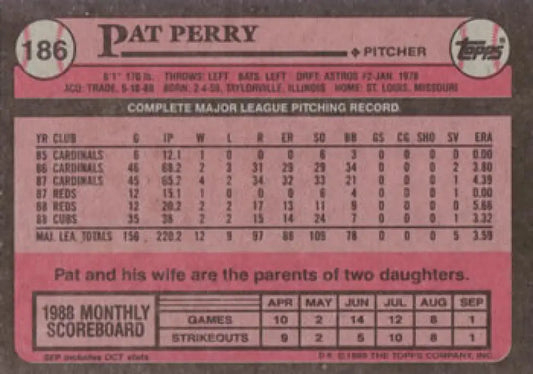 186
PAT PERRY
PITCHER
Topps
6'1" 170 lb. THROWS: LEFT BATS: LEFT DRFT: ASTROS #2-JAN. 1978
ACQ: TRADE, 5-18-88 BORN: 2-4-59, TAYLORVILLE, ILLINOIS HOME: ST. LOUIS, MISSOURI
COMPLETE MAJOR LEAGUE PITCHING RECORD
YR CLUB G IP W L R ER SO BB GS CG SHO SV ERA
85 CARDINALS 6 12.1 1 0 0 0 6 3 0 0 0 0 0.00
86 CARDINALS 46 68.2 2 3 31 29 29 34 0 0 0 2 3.80
87 CARDINALS 45 65.2 4 2 34 32 33 21 0 0 0 1 4.39
87 REDS 12 15.1 1 0 0 0 6 4 0 0 0 1 0.00
88 REDS 12 20.2 2 2 17 13 11 9 0 0 0 0 5.66
88 CUBS 35 38 2 2 15 14 24 7 0 0 0 1 3.32
MAJ. LEA. TOTALS 156 220.2 12 9 97 88 109 78 0 0 0 5 3.59
Pat and his wife are the parents of two daughters.
1988 MONTHLY SCOREBOARD
APR MAY JUN JUL AUG SEP
GAMES 10 2 14 12 8 1
STRIKEOUTS 9 2 5 10 8 1
SEP includes OCT stats
© 1989 THE TOPPS COMPANY, INC.